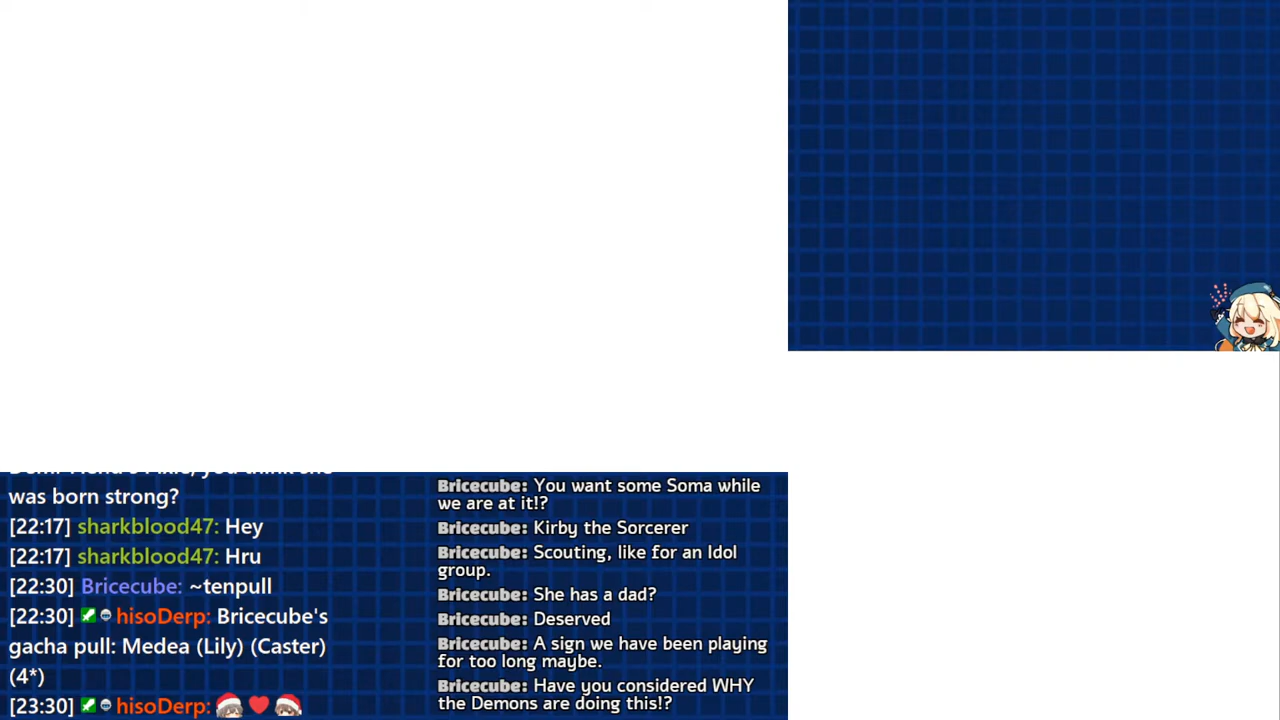 was born strong?
[22:17] sharkblood47: Hey
[22:17] sharkblood47: Hru
[22:30] Bricecube: ~tenpull
[22:30] hisoDerp: Bricecube's
gacha pull: Medea (Lily) (Caster)
(4*)
[23:30] hisoDerp:
Bricecube: You want some Soma while
we are at it!?
Bricecube: Kirby the Sorcerer
Bricecube: Scouting, like for an Idol
group.
Bricecube: She has a dad?
Bricecube: Deserved
Bricecube: A sign we have been playing
for too long maybe.
Bricecube: Have you considered WHY
the Demons are doing this!?